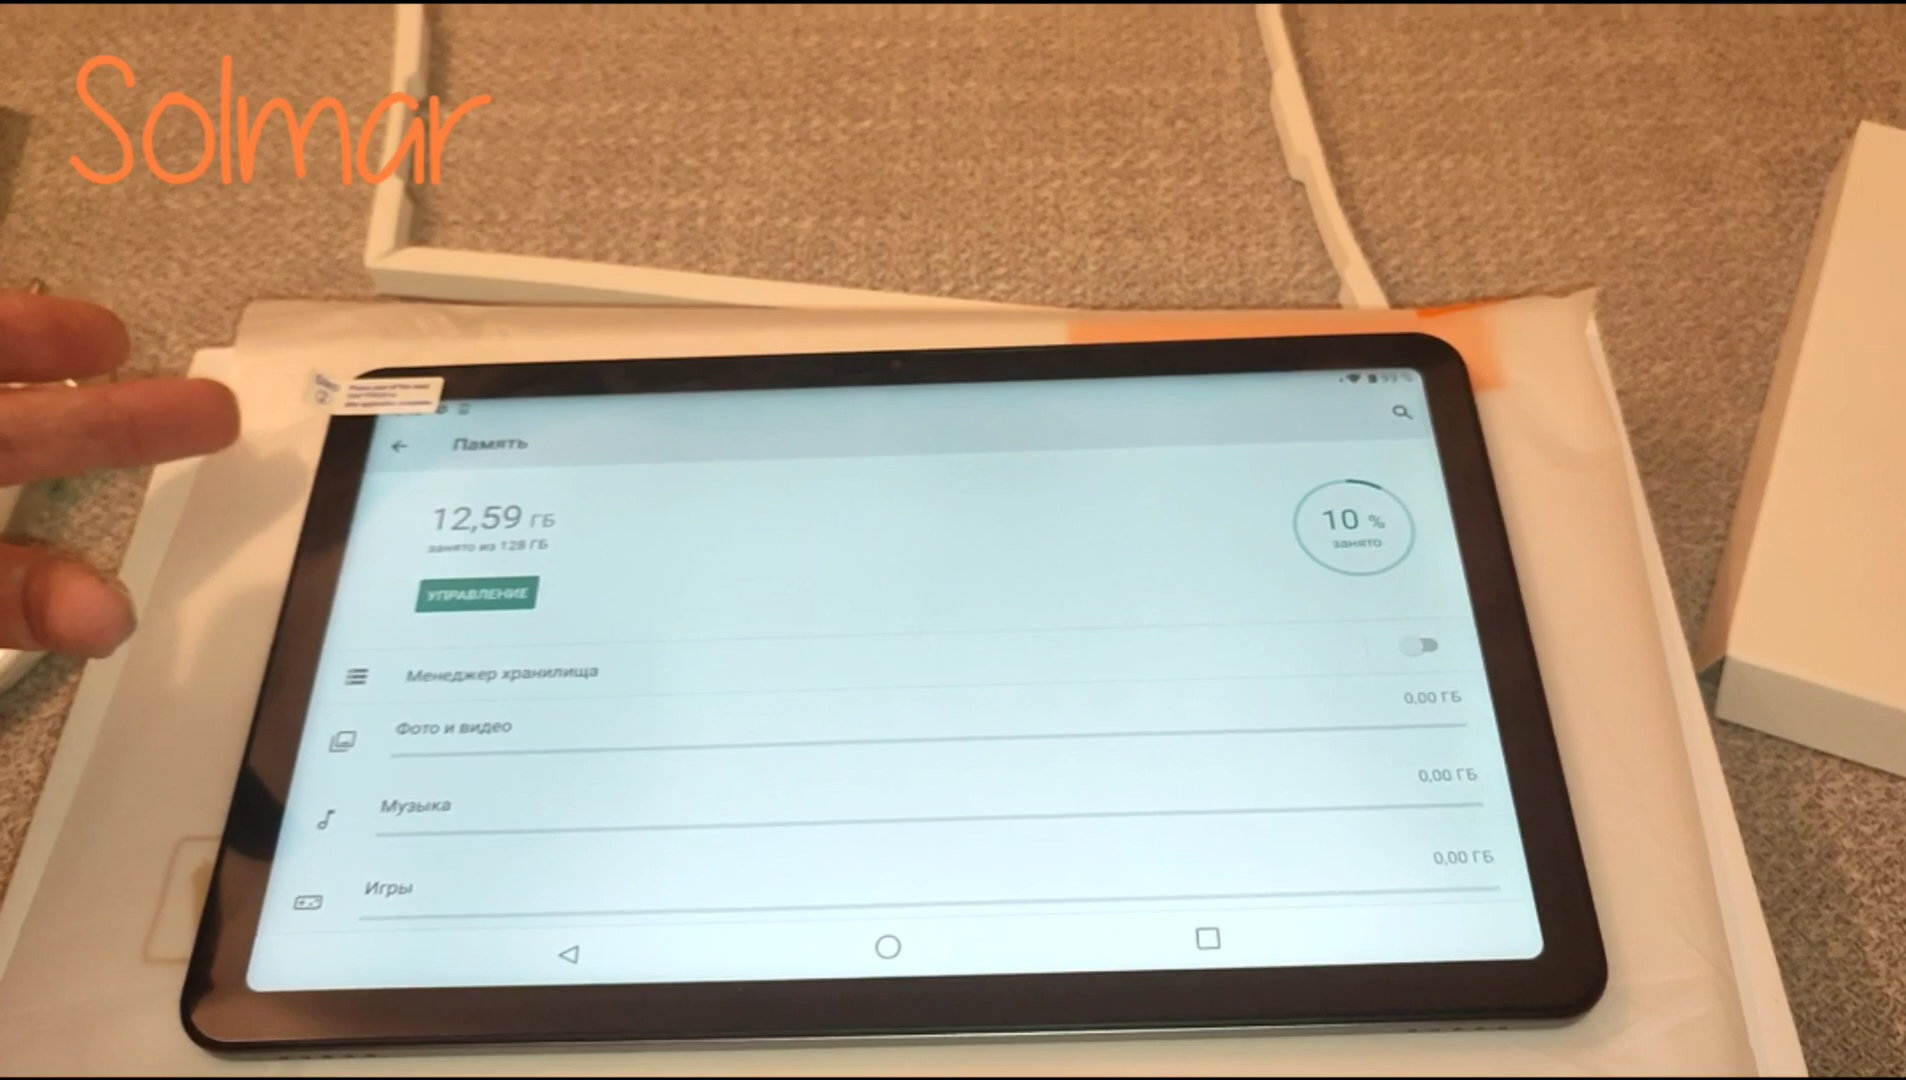 Solmar
Память
12,59 ГБ
занято из 128 ГБ
10 %
занято
УПРАВЛЕНИЕ
Менеджер хранилища
Фото и видео
0,00 ГБ
Музыка
0,00 ГБ
Игры
0,00 ГБ